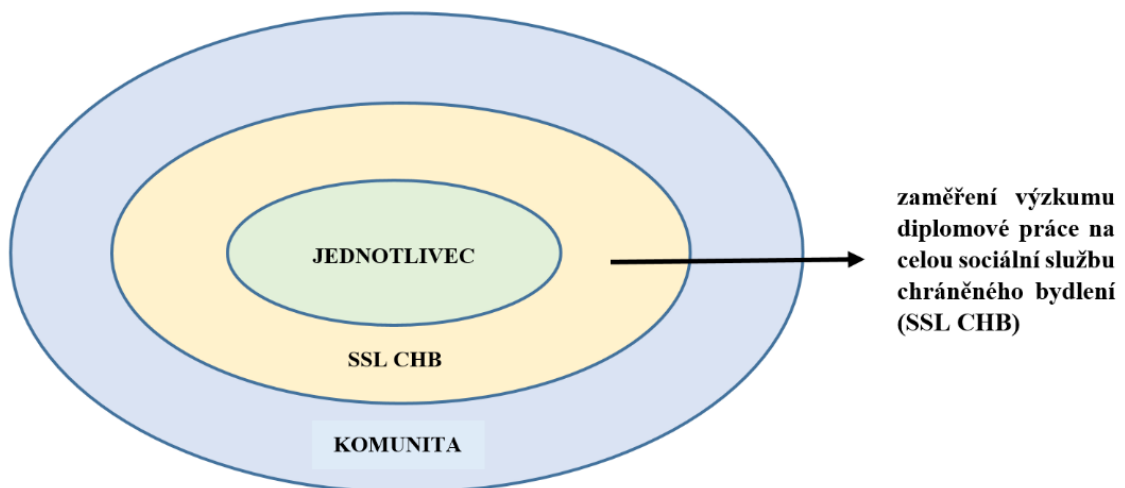 JEDNOTLIVEC
SSL CHB
KOMUNITA
zaměření výzkumu
diplomové práce na
celou sociální službu
chráněného bydlení
(SSL CHB)